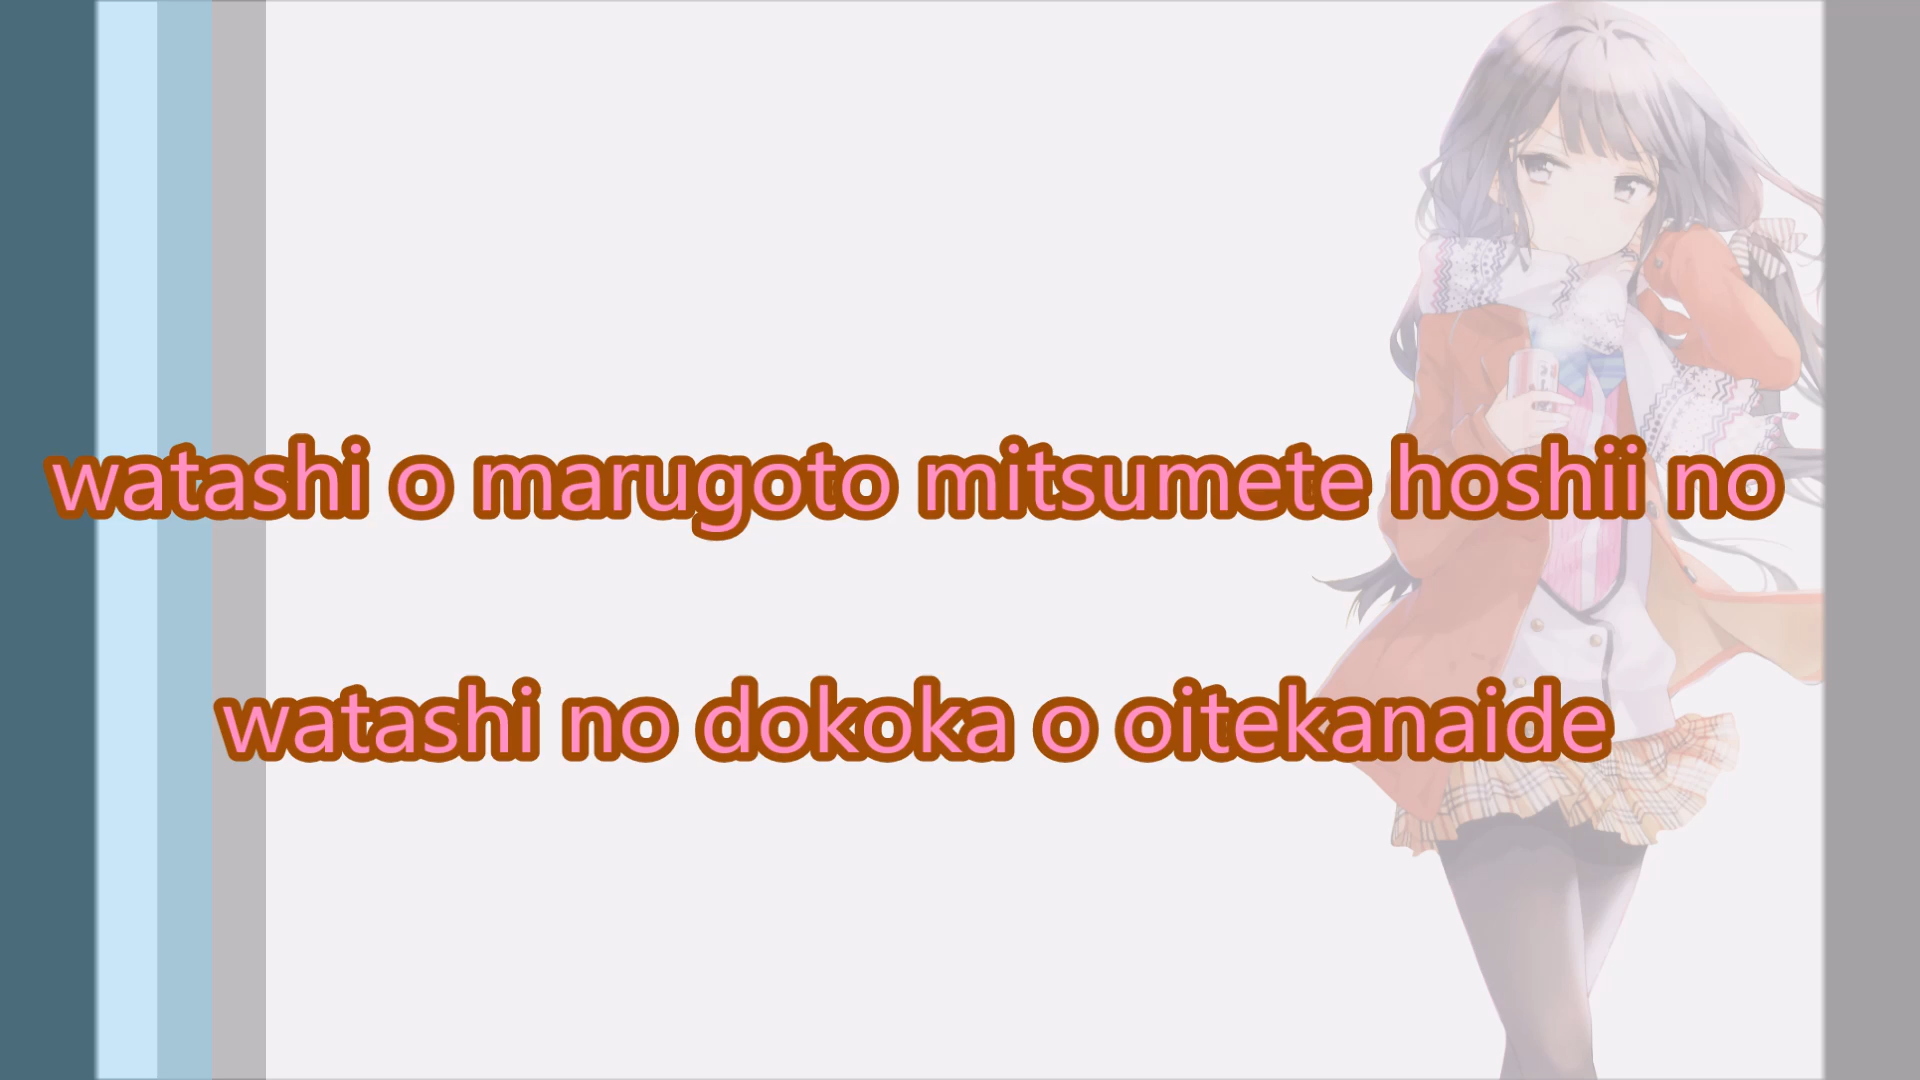 watashi o marugoto mitsumete hoshii no
watashi no dokoka o oitekanaide